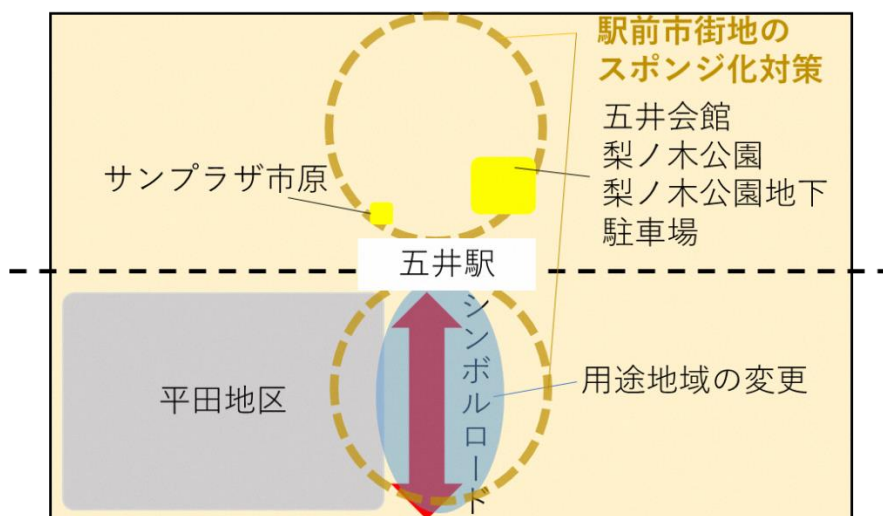 駅前市街地の
スポンジ化対策
五井会館
梨ノ木公園
梨ノ木公園地下
駐車場
サンプラザ市原
五井駅
シンボルロード
平田地区
用途地域の変更